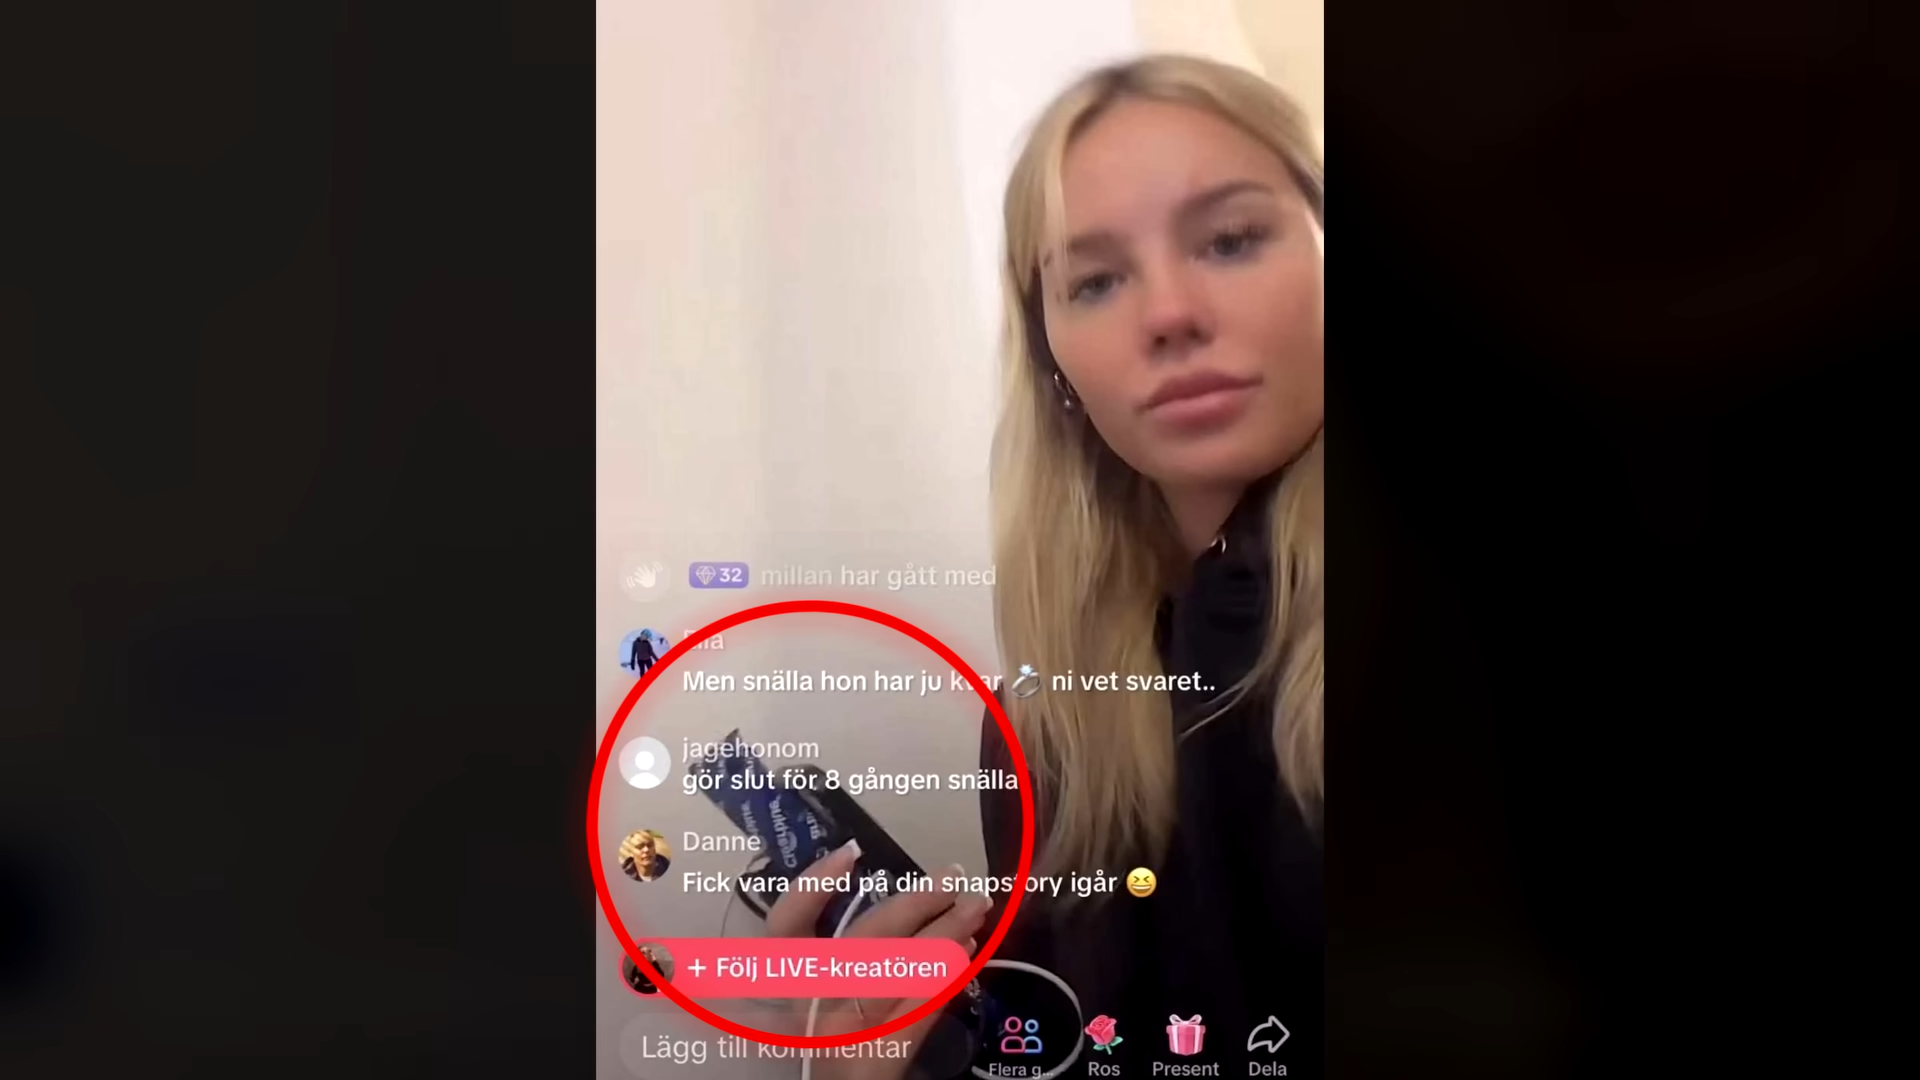 32 millan har gått med
Ella
Men snälla hon har ju kvar 💍 ni vet svaret..
jagehonom
gör slut för 8 gången snälla
Danne
Fick vara med på din snapstory igår 😆
+ Följ LIVE-kreatören
Lägg till kommentar
Flera g...
Ros
Present
Dela